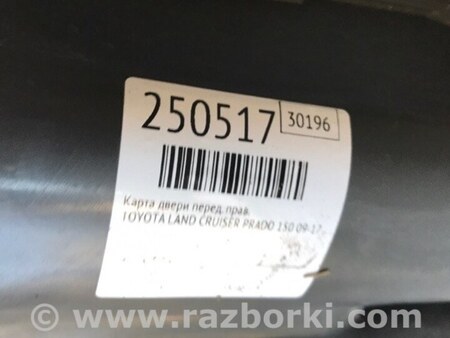 250517
30196
Карта двери перед. прав.
TOYOTA LAND CRUISER PRADO 150 09-17-
www.razborki.com